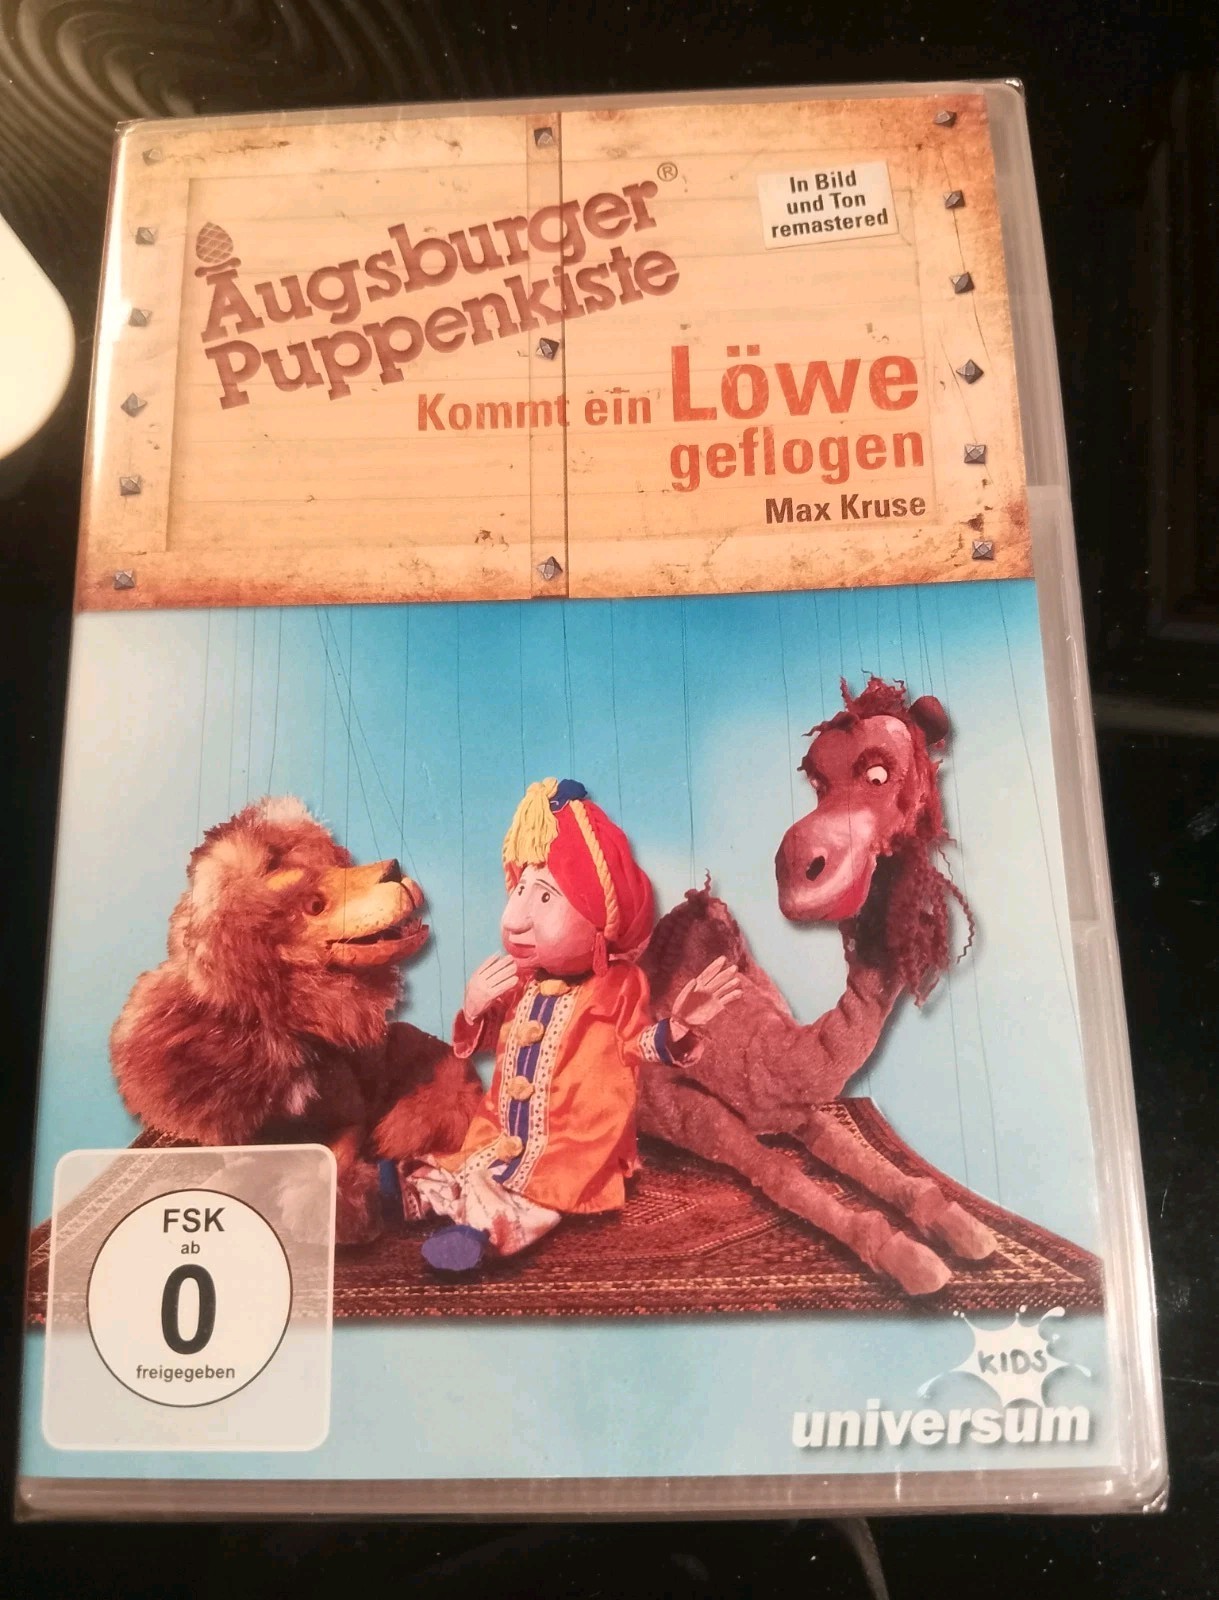 Augsburger®
Puppenkiste
In Bild
und Ton
remastered
Kommt ein Löwe
geflogen
Max Kruse
FSK
ab
0
freigegeben
KIDS
universum